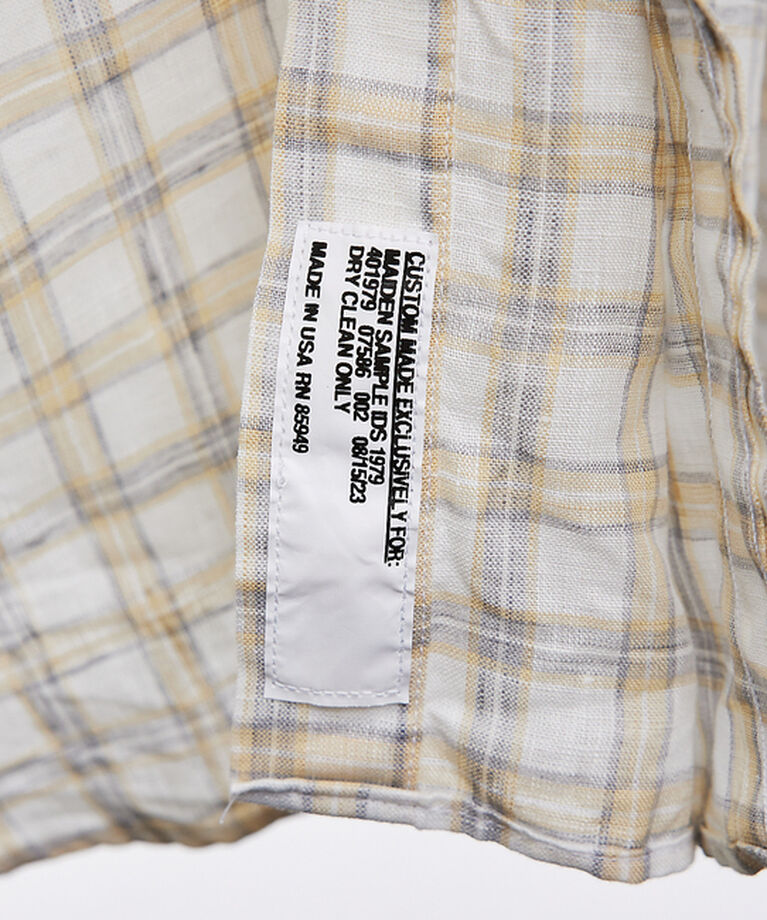 CUSTOM MADE EXCLUSIVELY FOR:
MAIDEN SAMPLE IDS 1979
401979 07586 002 08/15/23
DRY CLEAN ONLY
MADE IN USA RN 86949